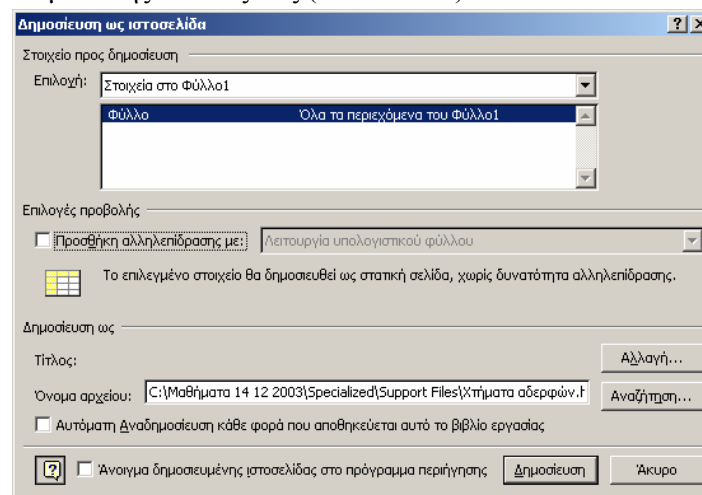 Δημοσίευση ως ιστοσελίδα
Στοιχείο προς δημοσίευση
Επιλογή: Στοιχεία στο Φύλλο1
Φύλλο Όλα τα περιεχόμενα του Φύλλο1
Επιλογές προβολής
Προσθήκη αλληλεπίδρασης με: Λειτουργία υπολογιστικού φύλλου
Το επιλεγμένο στοιχείο θα δημοσιευθεί ως στατική σελίδα, χωρίς δυνατότητα αλληλεπίδρασης.
Δημοσίευση ως
Τίτλος: Αλλαγή...
Όνομα αρχείου: C:\Μαθήματα 14 12 2003\Specialized\Support Files\Χτήματα αδερφών.h Αναζήτηση...
Αυτόματη Αναδημοσίευση κάθε φορά που αποθηκεύεται αυτό το βιβλίο εργασίας
Άνοιγμα δημοσιευμένης ιστοσελίδας στο πρόγραμμα περιήγησης Δημοσίευση Άκυρο